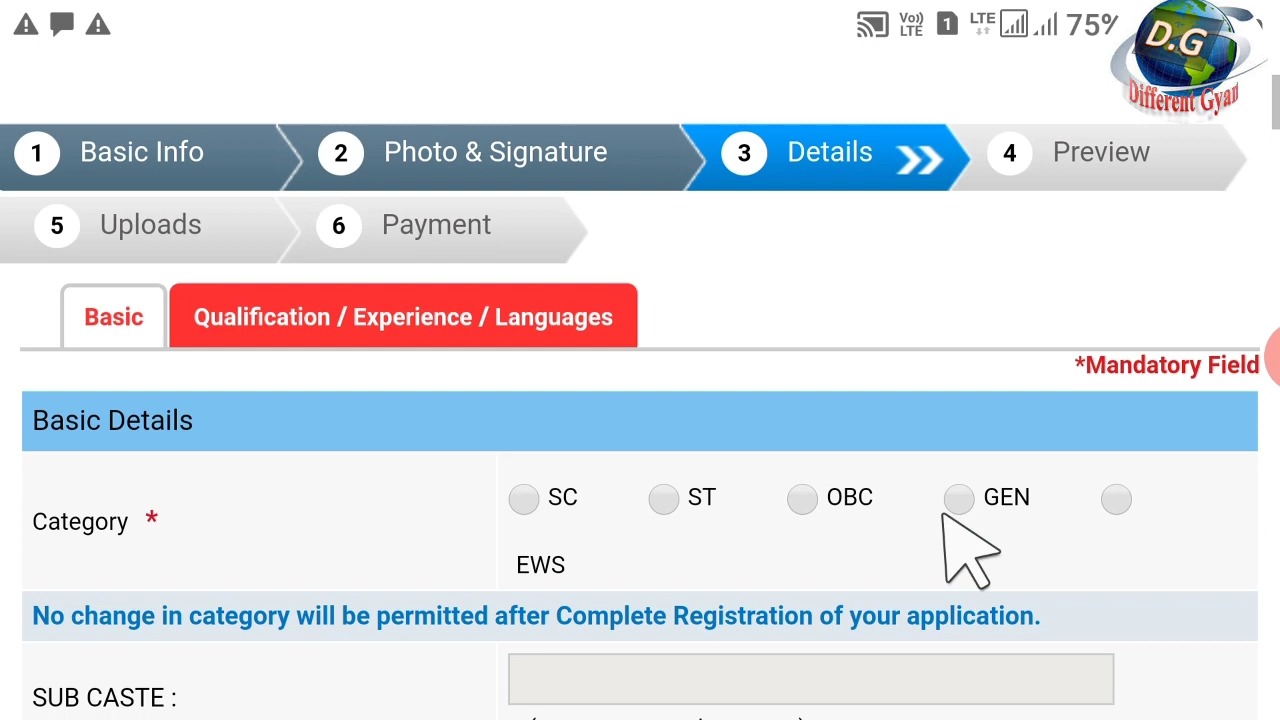 Vo) LTE 1 LTE 75%
D.G
Different Gyan
1 Basic Info 2 Photo & Signature 3 Details 4 Preview
5 Uploads 6 Payment
Basic Qualification / Experience / Languages
*Mandatory Field
Basic Details
Category * SC ST OBC GEN
EWS
No change in category will be permitted after Complete Registration of your application.
SUB CASTE :